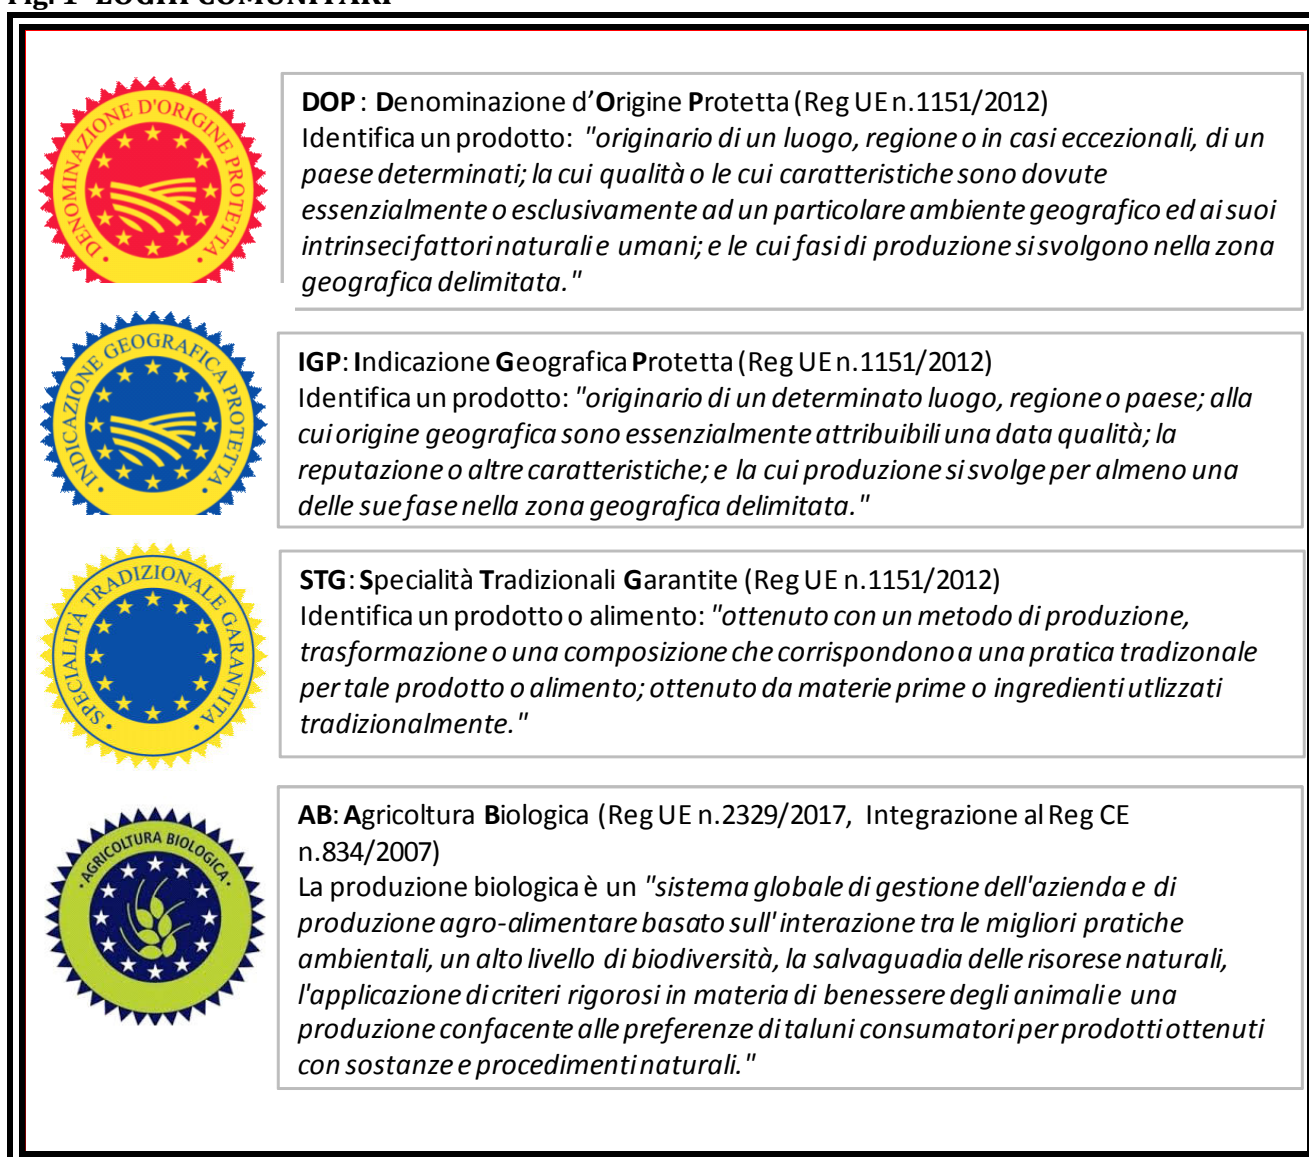 Fig. 1 LOGHI COMUNITARI
DENOMINAZIONE D'ORIGINE PROTETTA
DOP : Denominazione d'Origine Protetta (Reg UE n.1151/2012)
Identifica un prodotto: "originario di un luogo, regione o in casi eccezionali, di un
paese determinati; la cui qualità o le cui caratteristiche sono dovute
essenzialmente o esclusivamente ad un particolare ambiente geografico ed ai suoi
intrinseci fattori naturali e umani; e le cui fasi di produzione si svolgono nella zona
geografica delimitata."
INDICAZIONE GEOGRAFICA PROTETTA
IGP: Indicazione Geografica Protetta (Reg UE n.1151/2012)
Identifica un prodotto: "originario di un determinato luogo, regione o paese; alla
cui origine geografica sono essenzialmente attribuibili una data qualità; la
reputazione o altre caratteristiche; e la cui produzione si svolge per almeno una
delle sue fase nella zona geografica delimitata."
SPECIALITÀ TRADIZIONALE GARANTITA
STG: Specialità Tradizionali Garantite (Reg UE n.1151/2012)
Identifica un prodotto o alimento: "ottenuto con un metodo di produzione,
trasformazione o una composizione che corrispondono a una pratica tradizonale
per tale prodotto o alimento; ottenuto da materie prime o ingredienti utlizzati
tradizionalmente."
AGRICOLTURA BIOLOGICA
AB: Agricoltura Biologica (Reg UE n.2329/2017, Integrazione al Reg CE
n.834/2007)
La produzione biologica è un "sistema globale di gestione dell'azienda e di
produzione agro-alimentare basato sull'interazione tra le migliori pratiche
ambientali, un alto livello di biodiversità, la salvaguadia delle risorese naturali,
l'applicazione di criteri rigorosi in materia di benessere degli animali e una
produzione confacente alle preferenze di taluni consumatori per prodotti ottenuti
con sostanze e procedimenti naturali."